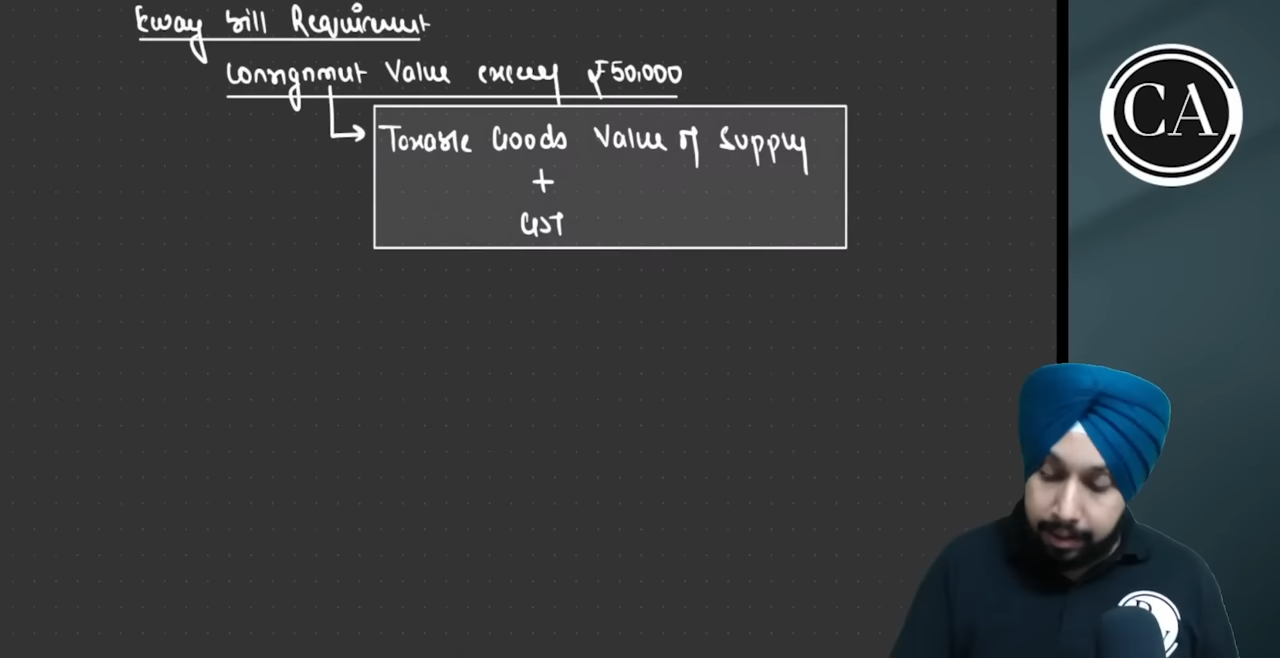 Eway Bill Requirement
Consignment Value exceeds ₹50,000
Taxable Goods Value of Supply
+
GST
CA